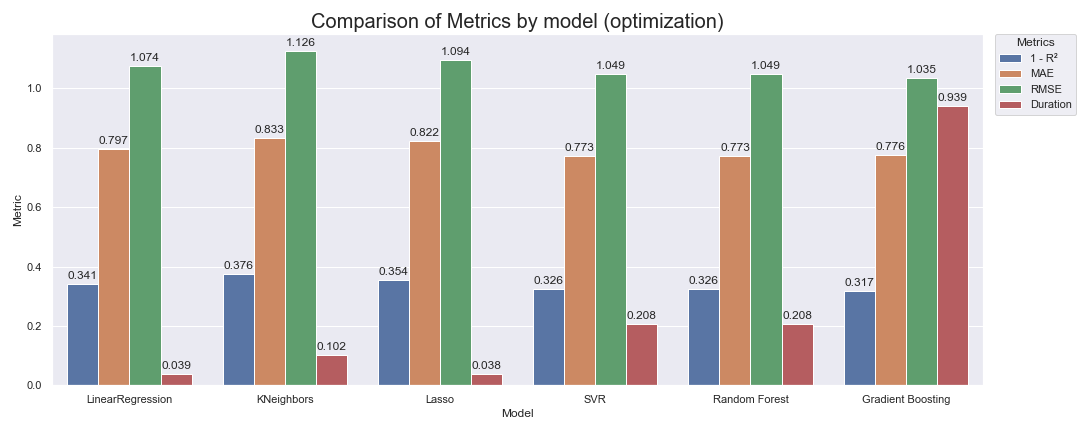 Comparison of Metrics by model (optimization)
Metrics
1 - R²
MAE
RMSE
Duration
Metric
1.0
0.8
0.6
0.4
0.2
0.0
0.341
0.797
1.074
0.039
0.376
0.833
1.126
0.102
0.354
0.822
1.094
0.038
0.326
0.773
1.049
0.208
0.326
0.773
1.049
0.208
0.317
0.776
1.035
0.939
LinearRegression
KNeighbors
Lasso
SVR
Random Forest
Gradient Boosting
Model